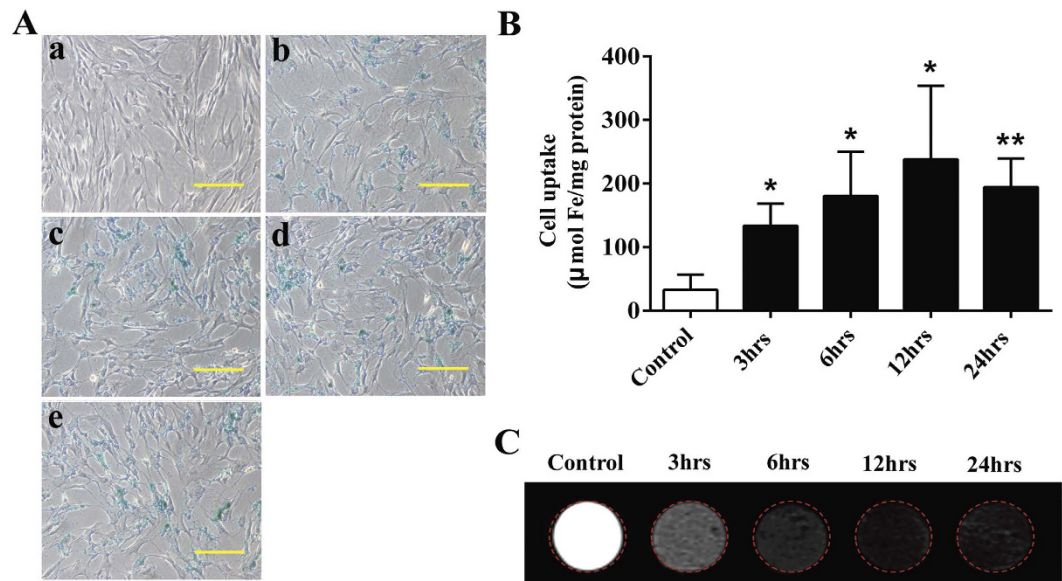 A
a
b
c
d
e
B
Cell uptake
(μmol Fe/mg protein)
400
300
200
100
0
*
*
*
**
Control
3hrs
6hrs
12hrs
24hrs
C
Control 3hrs 6hrs 12hrs 24hrs